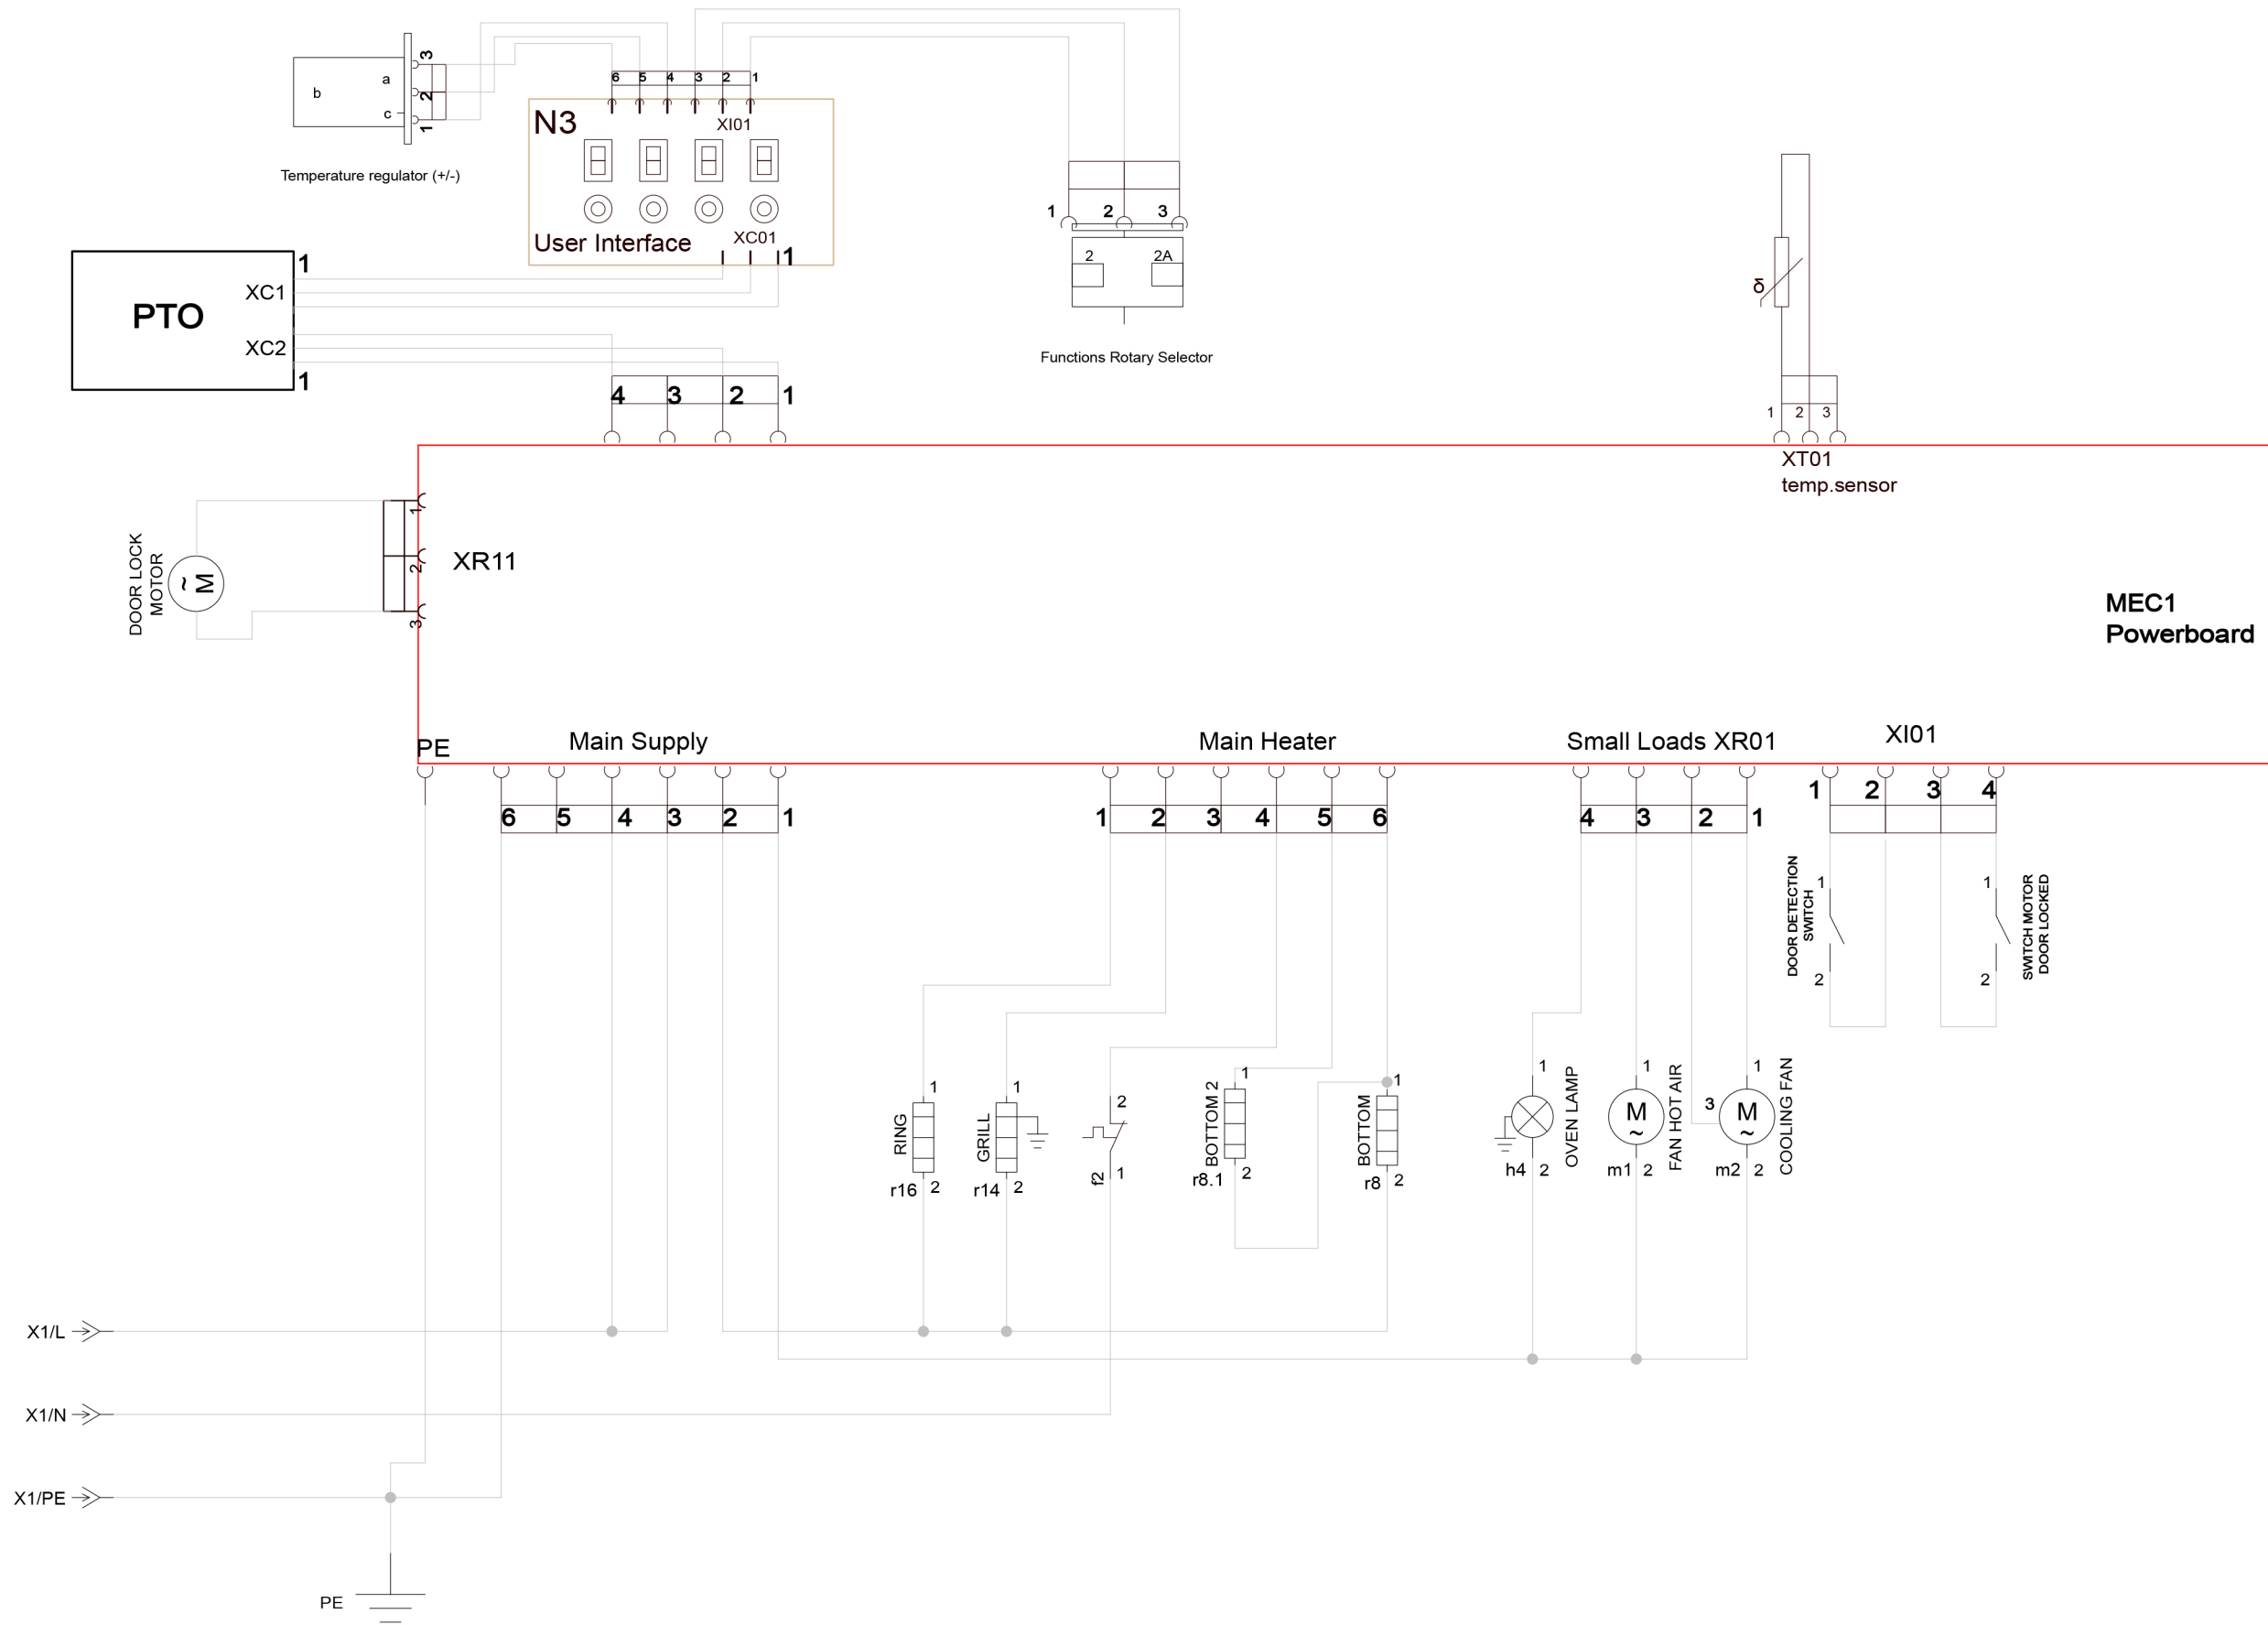 3
a
b
2
c
1
Temperature regulator (+/-)
6 5 4 3 2 1
N3
XI01
User Interface
XC01
1
1 2 3
2 2A
Functions Rotary Selector
PTO
1
XC1
XC2
1
4 3 2 1
δ
1 2 3
XT01
temp.sensor
DOOR LOCK
MOTOR
M
~
1
2
3
XR11
MEC1
Powerboard
PE
Main Supply
Main Heater
Small Loads XR01
XI01
6 5 4 3 2 1
1 2 3 4 5 6
4 3 2 1
1 2 3 4
DOOR DETECTION
SWITCH
1
2
1
2
SWITCH MOTOR
DOOR LOCKED
RING
1
r16 2
GRILL
1
r14 2
2
f2 1
BOTTOM 2
1
r8.1 2
BOTTOM
1
r8 2
1
OVEN LAMP
h4 2
1
M
~
FAN HOT AIR
m1 2
1
3
M
~
COOLING FAN
m2 2
X1/L
X1/N
X1/PE
PE